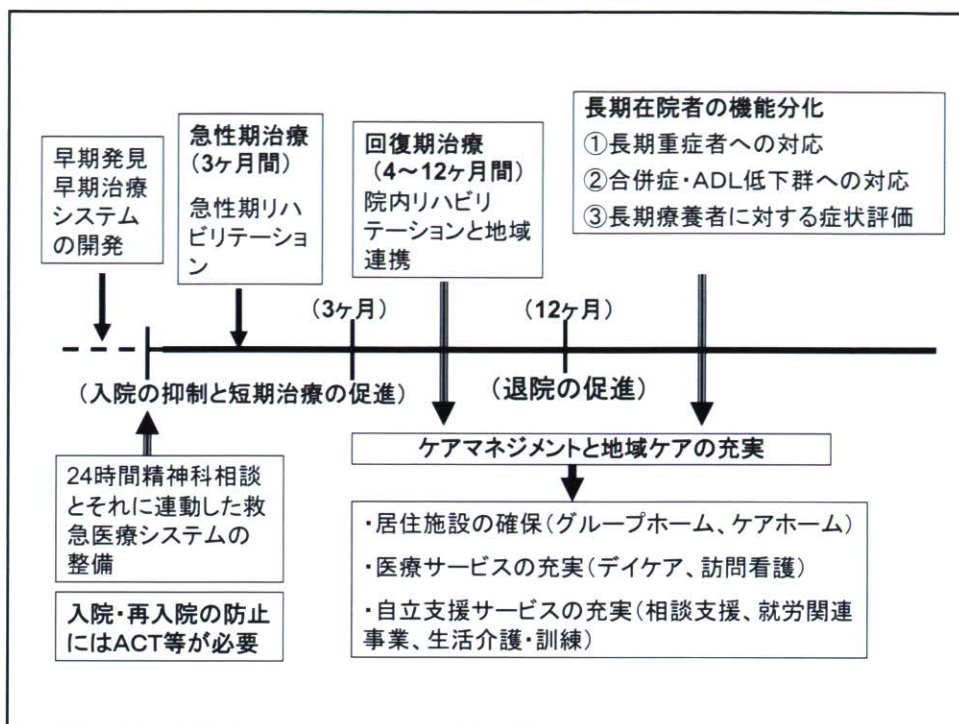 早期発見
早期治療
システム
の開発
急性期治療
（3ヶ月間）
急性期リハ
ビリテーショ
ン
回復期治療
（4～12ヶ月間）
院内リハビリ
テーションと地域
連携
長期在院者の機能分化
①長期重症者への対応
②合併症・ADL低下群への対応
③長期療養者に対する症状評価
（3ヶ月）
（12ヶ月）
（入院の抑制と短期治療の促進）
（退院の促進）
24時間精神科相談
とそれに連動した救
急医療システムの
整備
入院・再入院の防止
にはACT等が必要
ケアマネジメントと地域ケアの充実
・居住施設の確保（グループホーム、ケアホーム）
・医療サービスの充実（デイケア、訪問看護）
・自立支援サービスの充実（相談支援、就労関連
事業、生活介護・訓練）